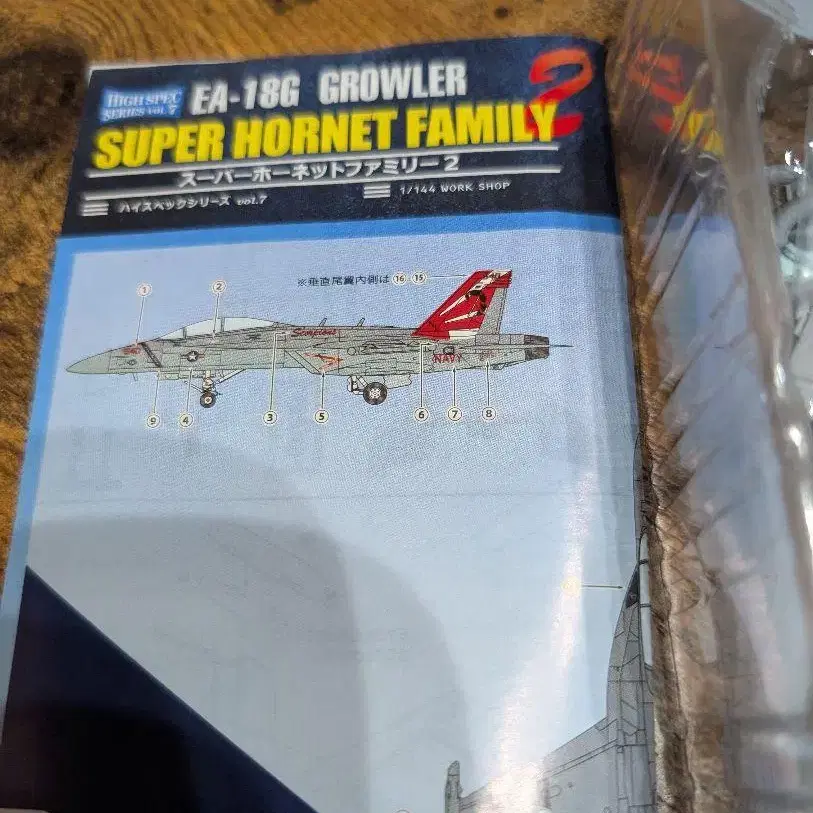 HIGH SPEC
SERIES vol.7
EA-18G GROWLER
SUPER HORNET FAMILY 2
スーパーホーネットファミリー2
ハイスペックシリーズ vol.7
1/144 WORK SHOP
※垂直尾翼内側は ⑯ ⑮
① ②
Scorpions
NAVY
⑨ ④ ③ ⑤ ⑥ ⑦ ⑧